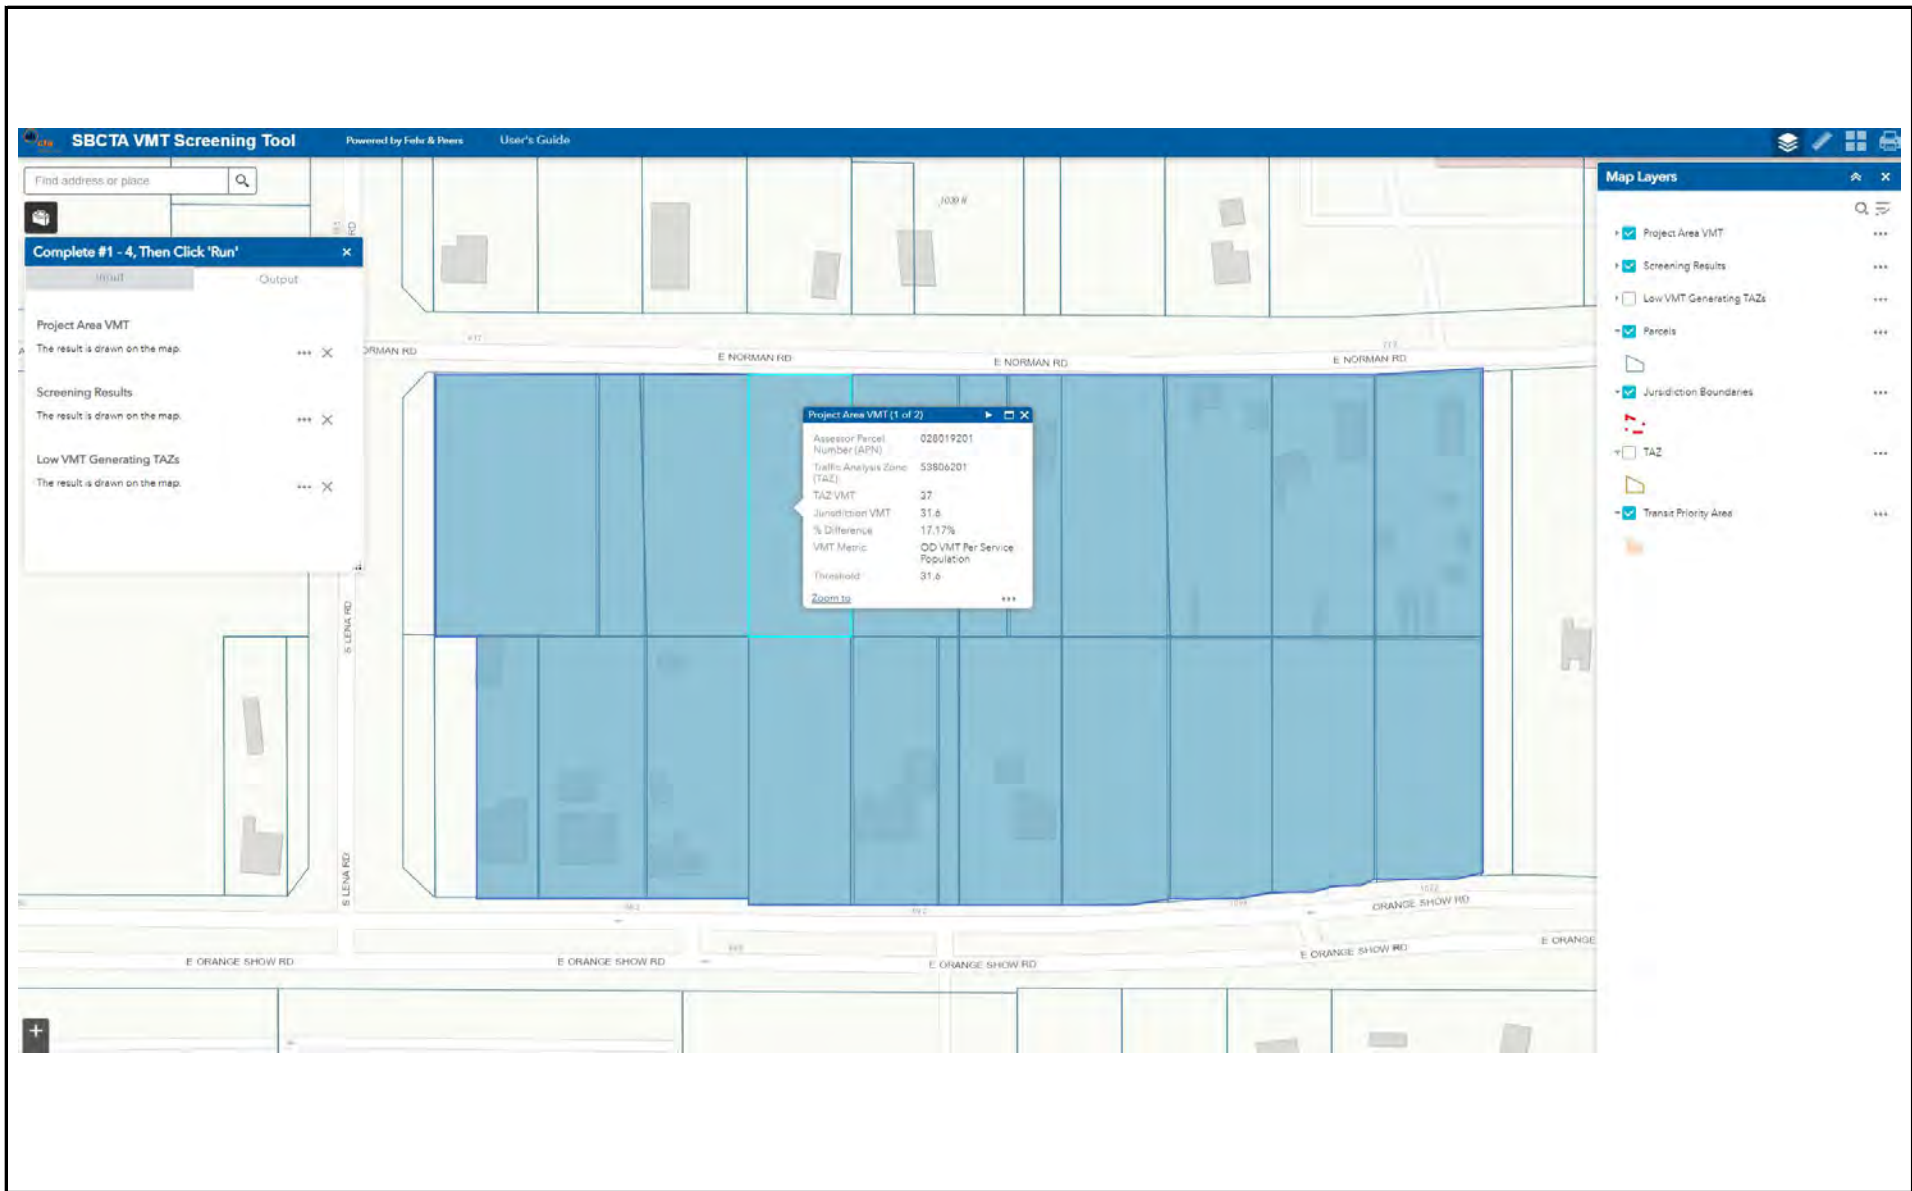 SBCTA VMT Screening Tool
Powered by Fehr & Peers
User's Guide
Find address or place
Complete #1 - 4, Then Click 'Run'
Input
Output
Project Area VMT
The result is drawn on the map.
Screening Results
The result is drawn on the map.
Low VMT Generating TAZs
The result is drawn on the map.
Map Layers
Project Area VMT
Screening Results
Low VMT Generating TAZs
Parcels
Jurisdiction Boundaries
TAZ
Transit Priority Area
Project Area VMT (1 of 2)
Assessor Parcel 028019201
Number (APN)
Traffic Analysis Zone 53806201
(TAZ)
TAZ VMT 37
Jurisdiction VMT 31.6
% Difference 17.17%
VMT Metric OD VMT Per Service
Population
Threshold 31.6
Zoom to
ORMAN RD
E NORMAN RD
E NORMAN RD
E NORMAN RD
S LENA RD
S LENA RD
RD
ORANGE SHOW RD
E ORANGE SHOW RD
E ORANGE SHOW RD
E ORANGE SHOW RD
E ORANGE SHOW RD
E ORANGE